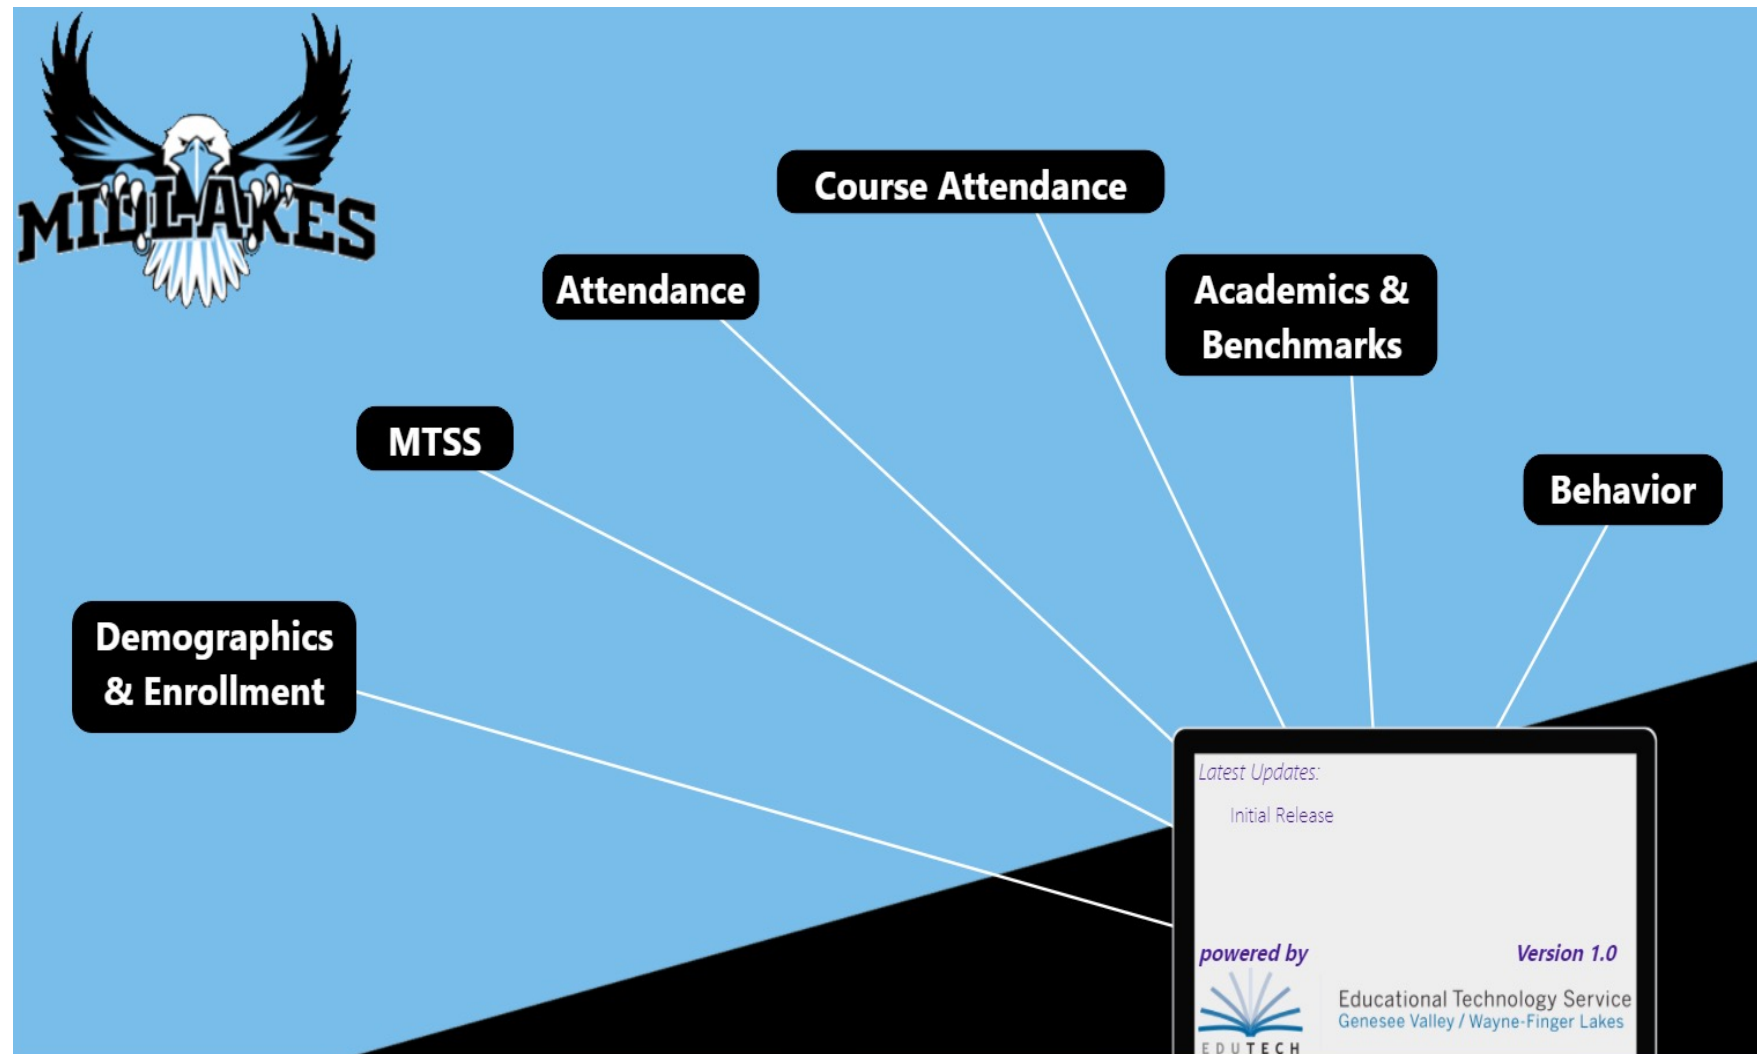 MIDLAKES
Course Attendance
Attendance
Academics &
Benchmarks
MTSS
Behavior
Demographics
& Enrollment
Latest Updates:
Initial Release
powered by
Version 1.0
Educational Technology Service
Genesee Valley / Wayne-Finger Lakes
EDUTECH